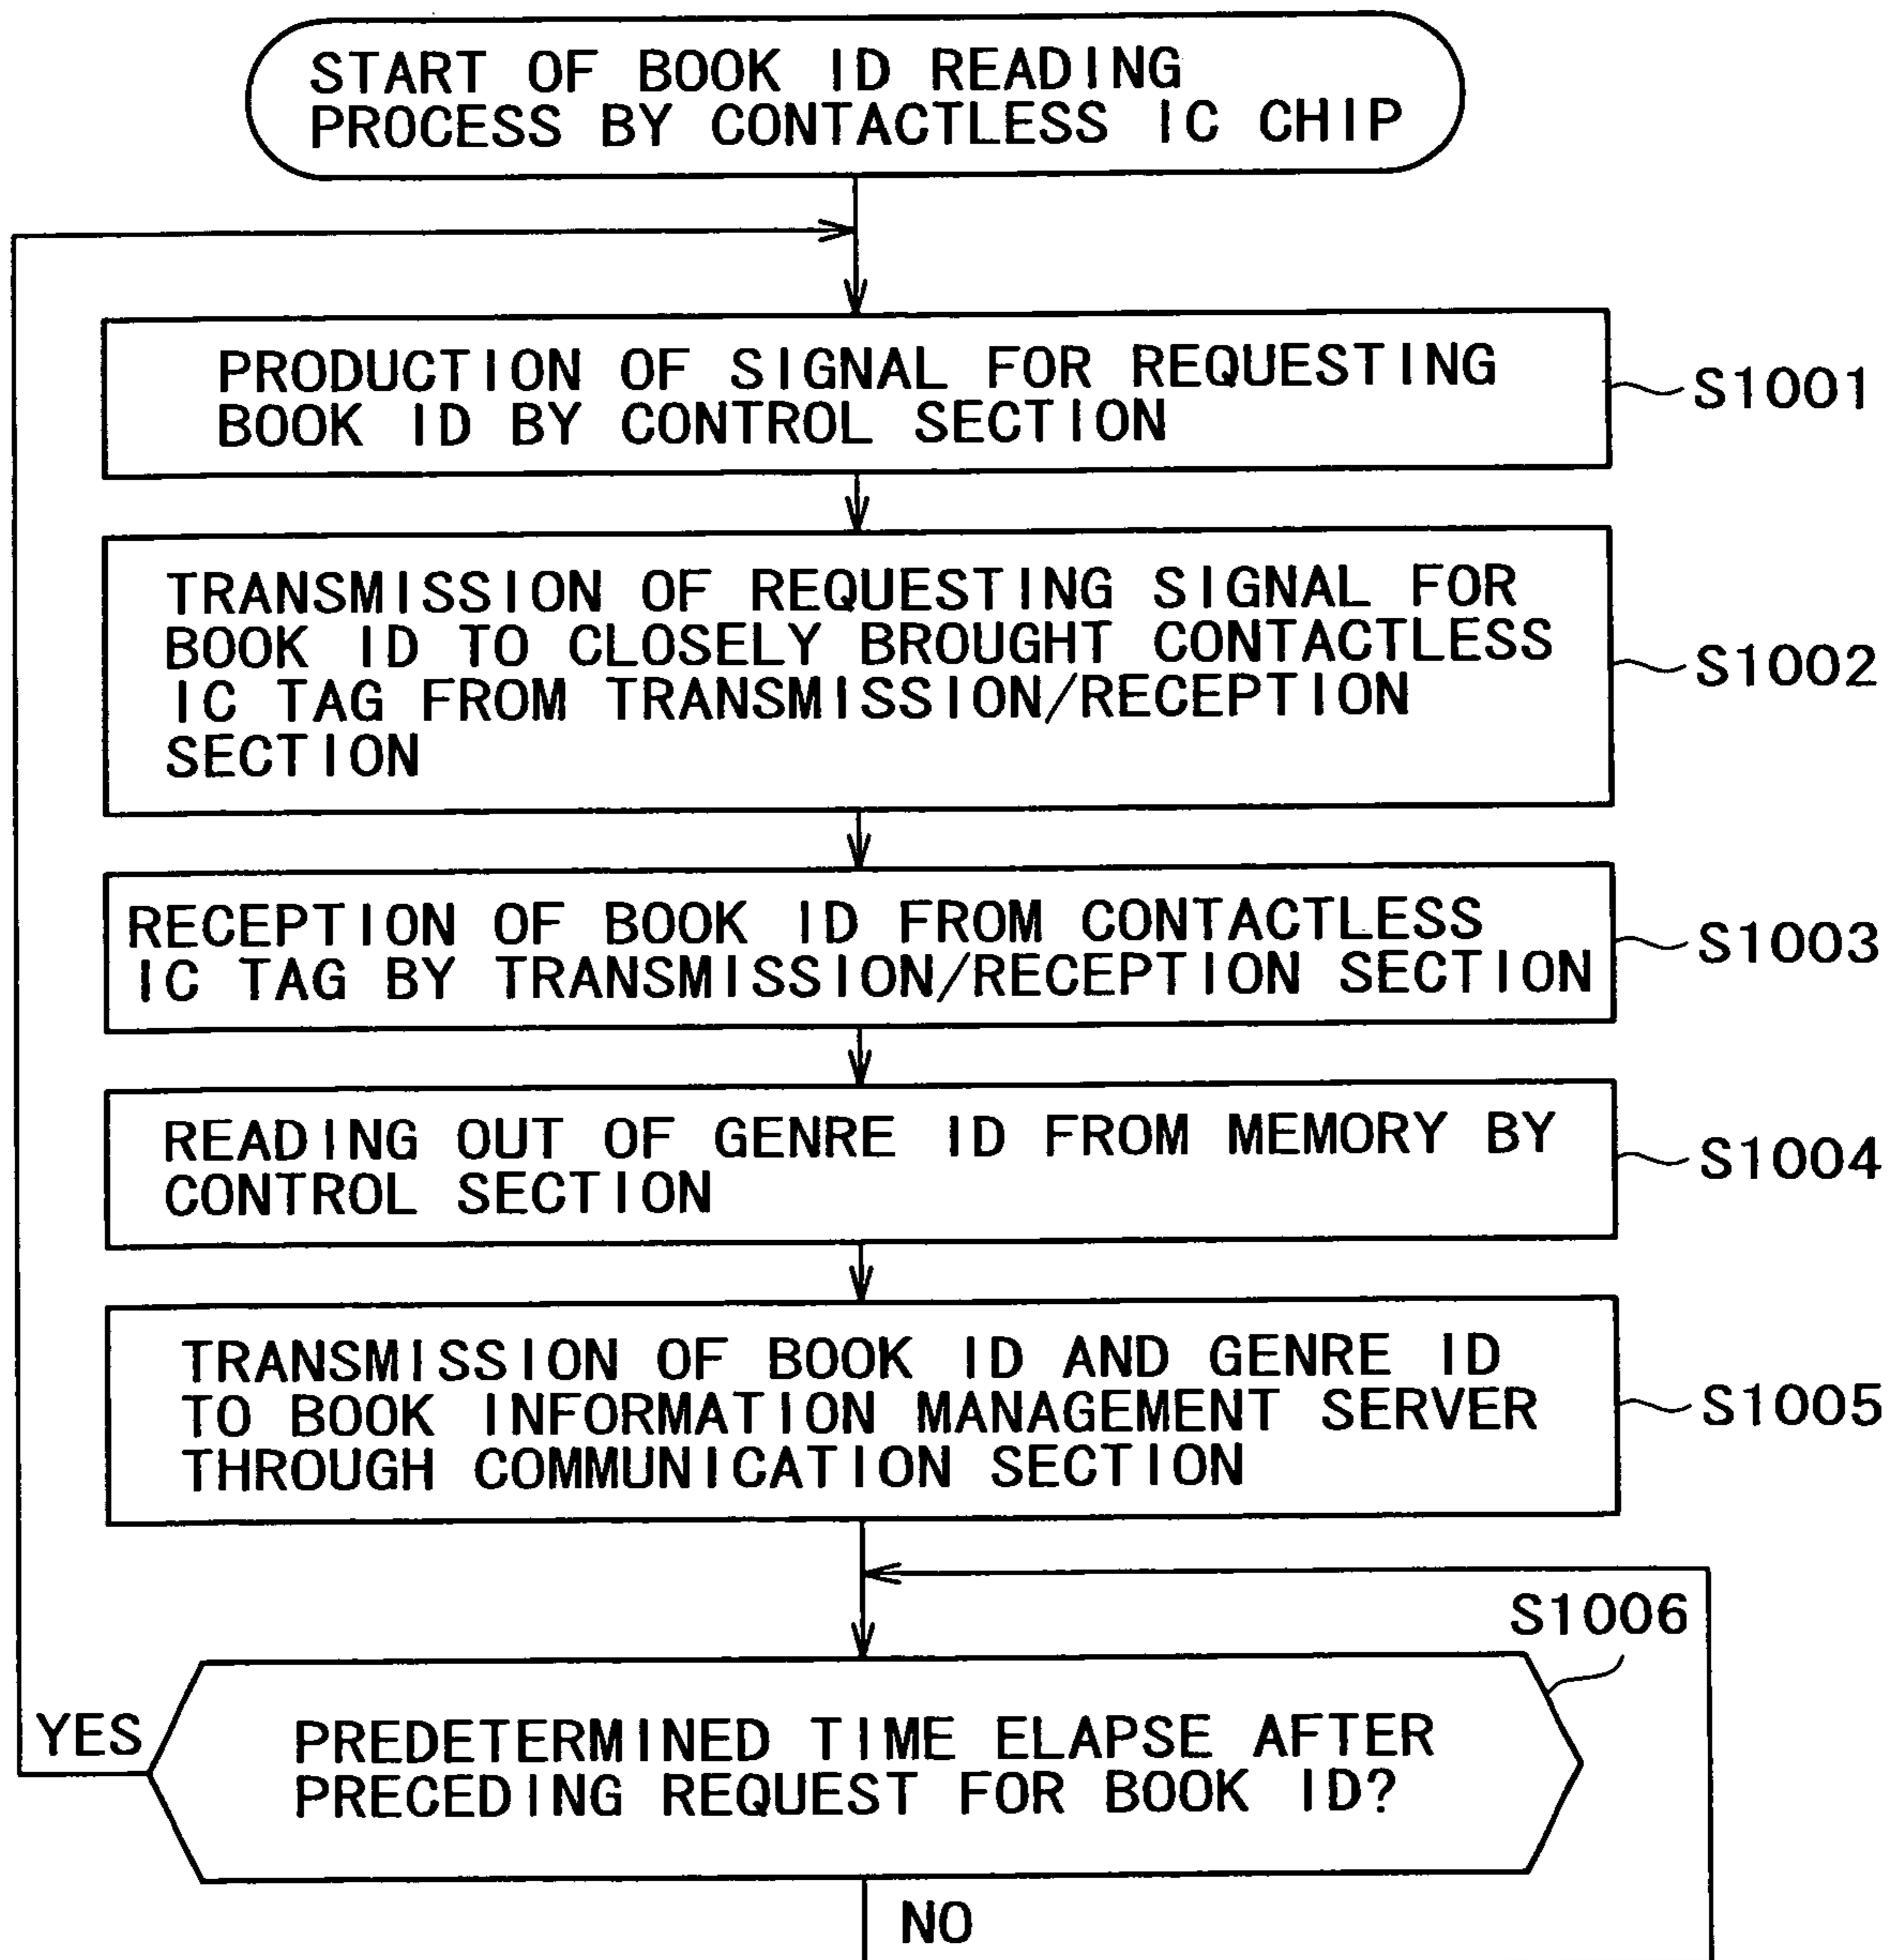 START OF BOOK ID READING
PROCESS BY CONTACTLESS IC CHIP
PRODUCTION OF SIGNAL FOR REQUESTING
BOOK ID BY CONTROL SECTION
S1001
TRANSMISSION OF REQUESTING SIGNAL FOR
BOOK ID TO CLOSELY BROUGHT CONTACTLESS
IC TAG FROM TRANSMISSION/RECEPTION
SECTION
S1002
RECEPTION OF BOOK ID FROM CONTACTLESS
IC TAG BY TRANSMISSION/RECEPTION SECTION
S1003
READING OUT OF GENRE ID FROM MEMORY BY
CONTROL SECTION
S1004
TRANSMISSION OF BOOK ID AND GENRE ID
TO BOOK INFORMATION MANAGEMENT SERVER
THROUGH COMMUNICATION SECTION
S1005
S1006
YES
PREDETERMINED TIME ELAPSE AFTER
PRECEDING REQUEST FOR BOOK ID?
NO